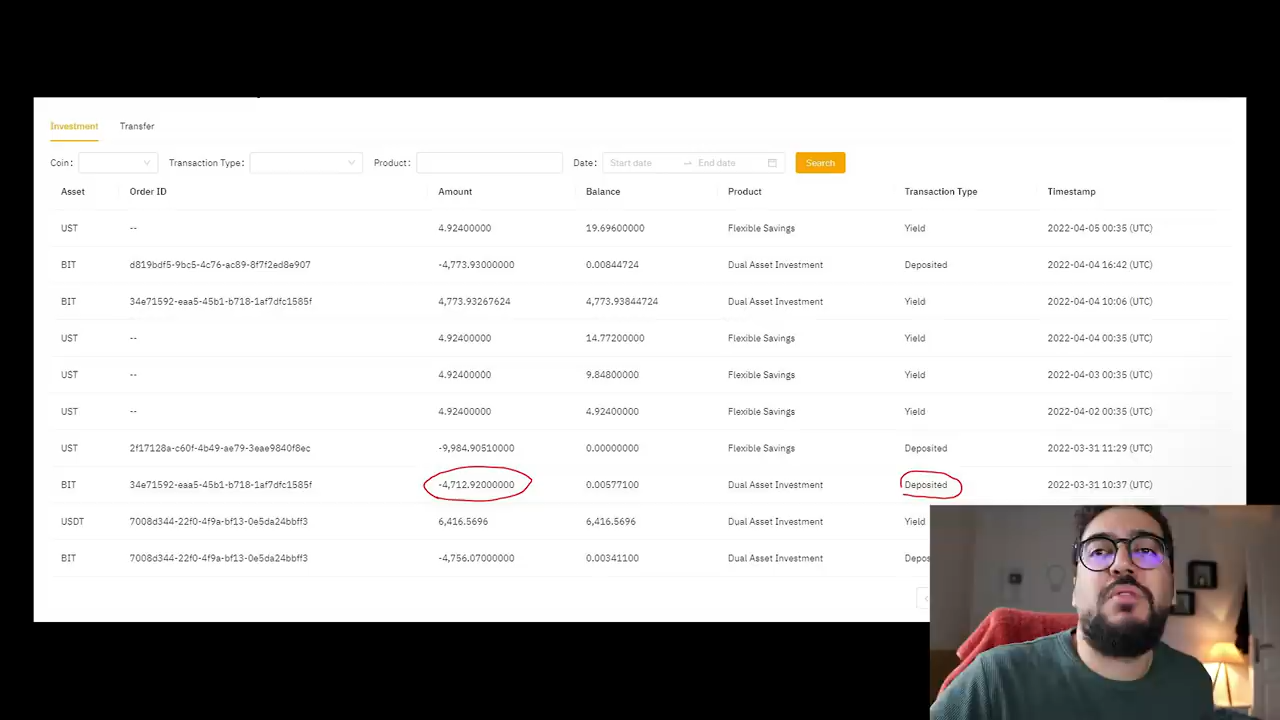 Investment Transfer
Coin: Transaction Type: Product: Date: Start date End date Search
Asset Order ID Amount Balance Product Transaction Type Timestamp
UST -- 4.92400000 19.69600000 Flexible Savings Yield 2022-04-05 00:35 (UTC)
BIT d819bdf5-9bc5-4c76-ac89-8f7f2ed8e907 -4,773.93000000 0.00844724 Dual Asset Investment Deposited 2022-04-04 16:42 (UTC)
BIT 34e71592-eaa5-45b1-b718-1af7dfc1585f 4,773.93267624 4,773.93844724 Dual Asset Investment Yield 2022-04-04 10:06 (UTC)
UST -- 4.92400000 14.77200000 Flexible Savings Yield 2022-04-04 00:35 (UTC)
UST -- 4.92400000 9.84800000 Flexible Savings Yield 2022-04-03 00:35 (UTC)
UST -- 4.92400000 4.92400000 Flexible Savings Yield 2022-04-02 00:35 (UTC)
UST 2f17128a-c60f-4b49-ae79-3eae9840f8ec -9,984.90510000 0.00000000 Flexible Savings Deposited 2022-03-31 11:29 (UTC)
BIT 34e71592-eaa5-45b1-b718-1af7dfc1585f -4,712.92000000 0.00577100 Dual Asset Investment Deposited 2022-03-31 10:37 (UTC)
USDT 7008d344-22f0-4f9a-bf13-0e5da24bbff3 6,416.5696 6,416.5696 Dual Asset Investment Yield
BIT 7008d344-22f0-4f9a-bf13-0e5da24bbff3 -4,756.07000000 0.00341100 Dual Asset Investment